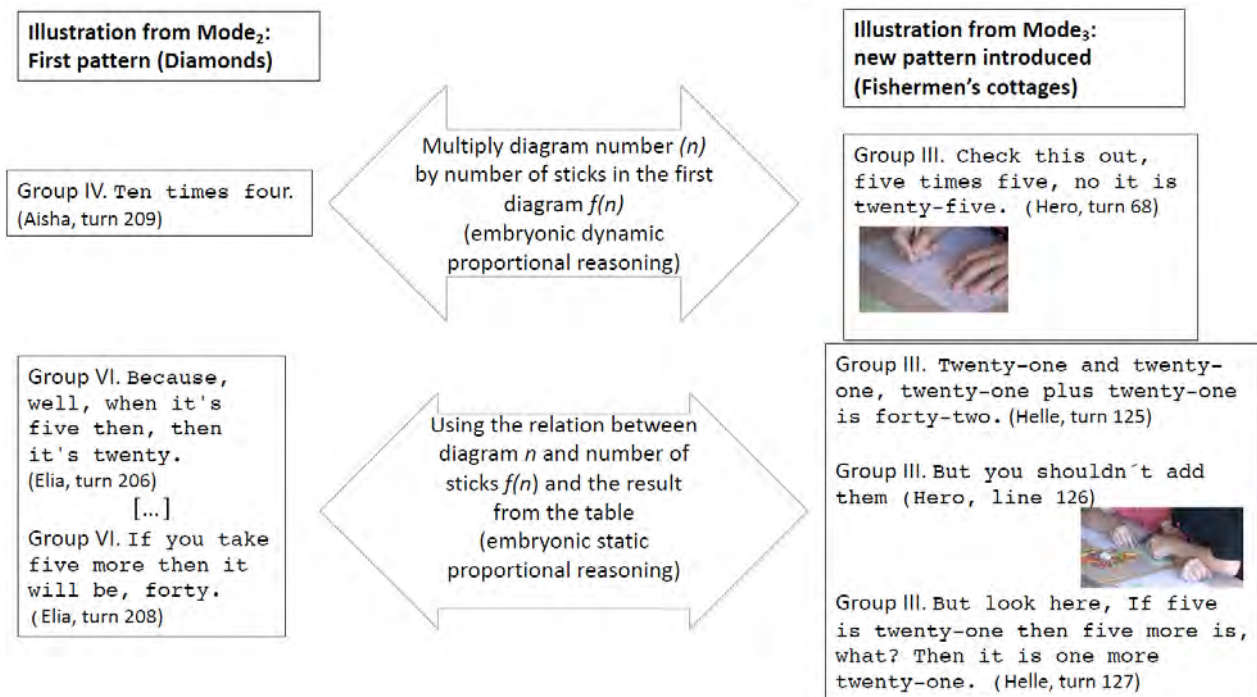 Illustration from Mode₂:
First pattern (Diamonds)
Illustration from Mode₃:
new pattern introduced
(Fishermen's cottages)
Group IV. Ten times four.
(Aisha, turn 209)
Multiply diagram number (n)
by number of sticks in the first
diagram f(n)
(embryonic dynamic
proportional reasoning)
Group III. Check this out,
five times five, no it is
twenty-five. (Hero, turn 68)
Group VI. Because,
well, when it's
five then, then
it's twenty.
(Elia, turn 206)
[…]
Group VI. If you take
five more then it
will be, forty.
(Elia, turn 208)
Using the relation between
diagram n and number of
sticks f(n) and the result
from the table
(embryonic static
proportional reasoning)
Group III. Twenty-one and twenty-
one, twenty-one plus twenty-one
is forty-two. (Helle, turn 125)
Group III. But you shouldn´t add
them (Hero, line 126)
Group III. But look here, If five
is twenty-one then five more is,
what? Then it is one more
twenty-one. (Helle, turn 127)